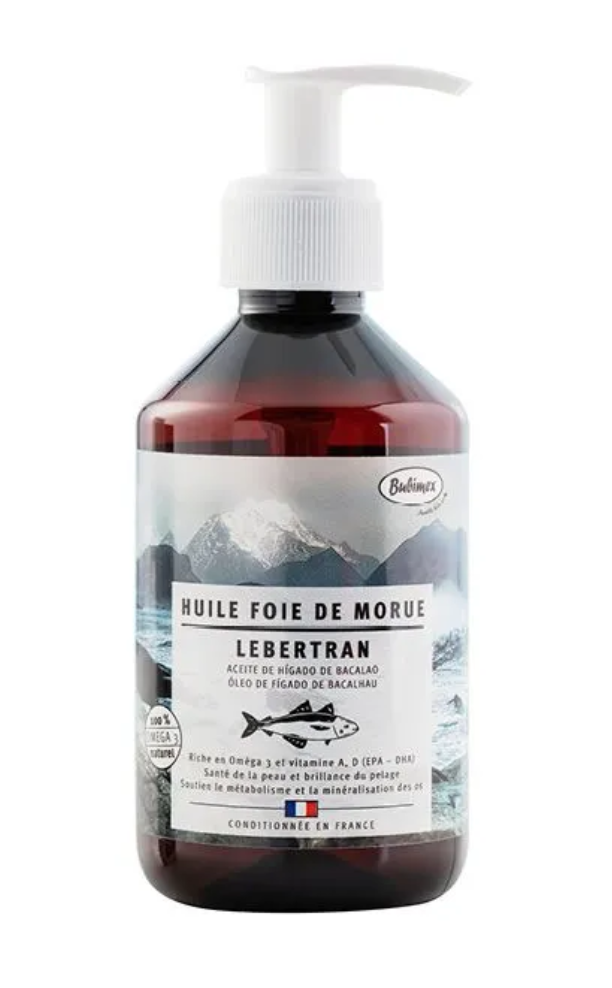 Bubimex
HUILE FOIE DE MORUE
LEBERTRAN
ACEITE DE HÍGADO DE BACALAO
ÓLEO DE FÍGADO DE BACALHAU
100 %
OMEGA 3
naturel
Riche en Oméga 3 et vitamine A, D (EPA - DHA)
Santé de la peau et brillance du pelage
Soutien le métabolisme et la minéralisation des os
CONDITIONNÉE EN FRANCE